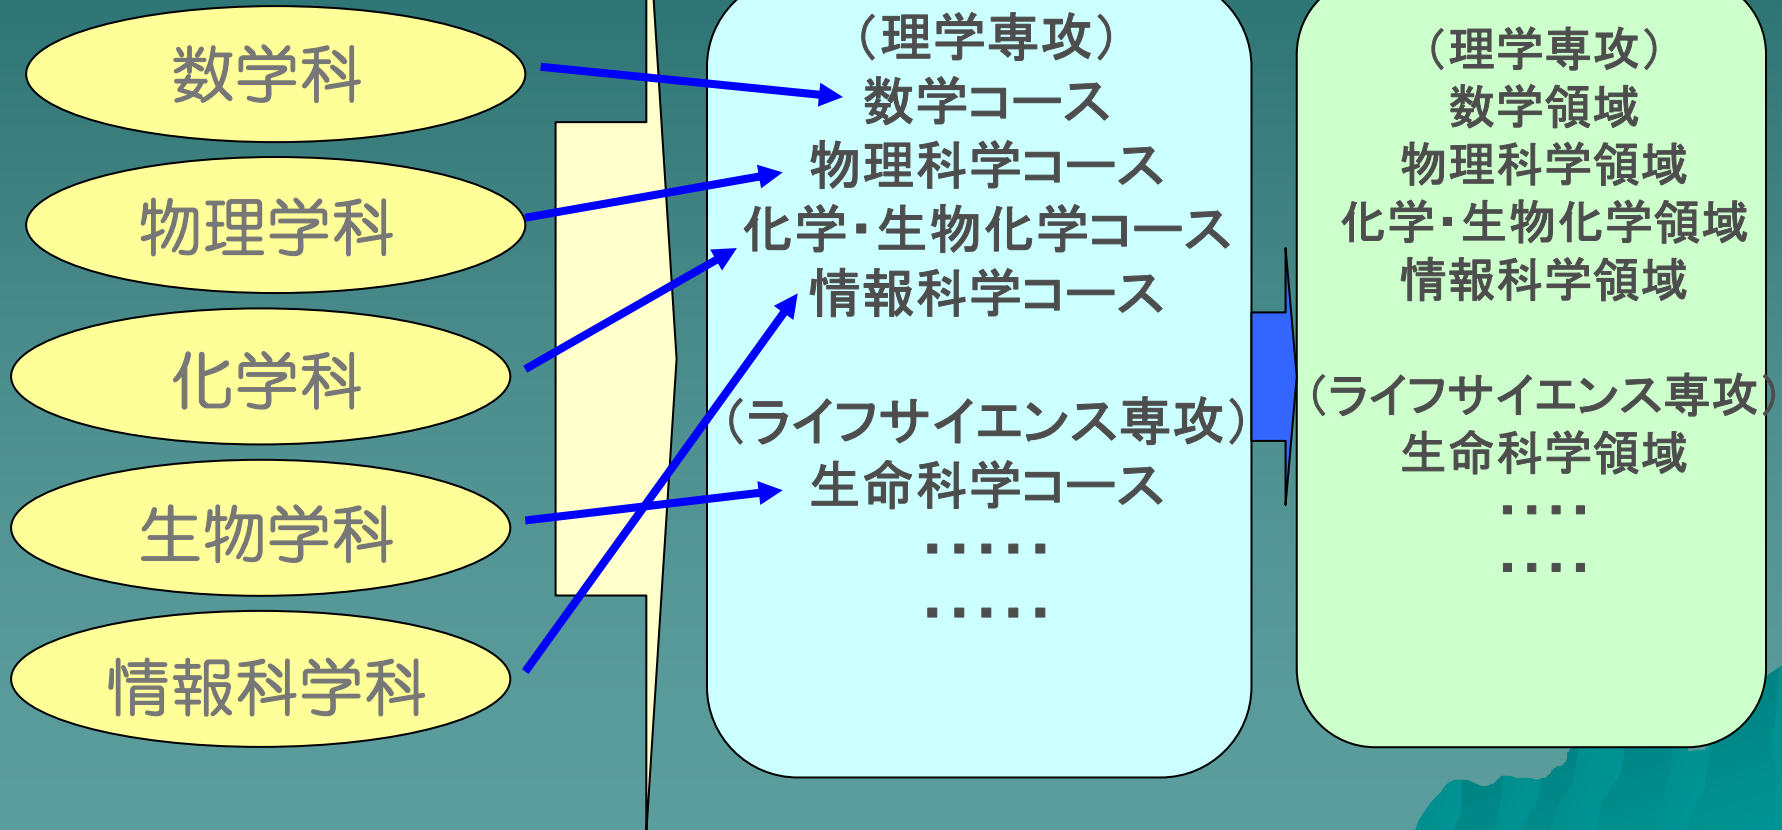 数学科
物理学科
化学科
生物学科
情報科学科
（理学専攻）
数学コース
物理科学コース
化学・生物化学コース
情報科学コース
（ライフサイエンス専攻）
生命科学コース
・・・・・
・・・・・
（理学専攻）
数学領域
物理科学領域
化学・生物化学領域
情報科学領域
（ライフサイエンス専攻）
生命科学領域
・・・・
・・・・